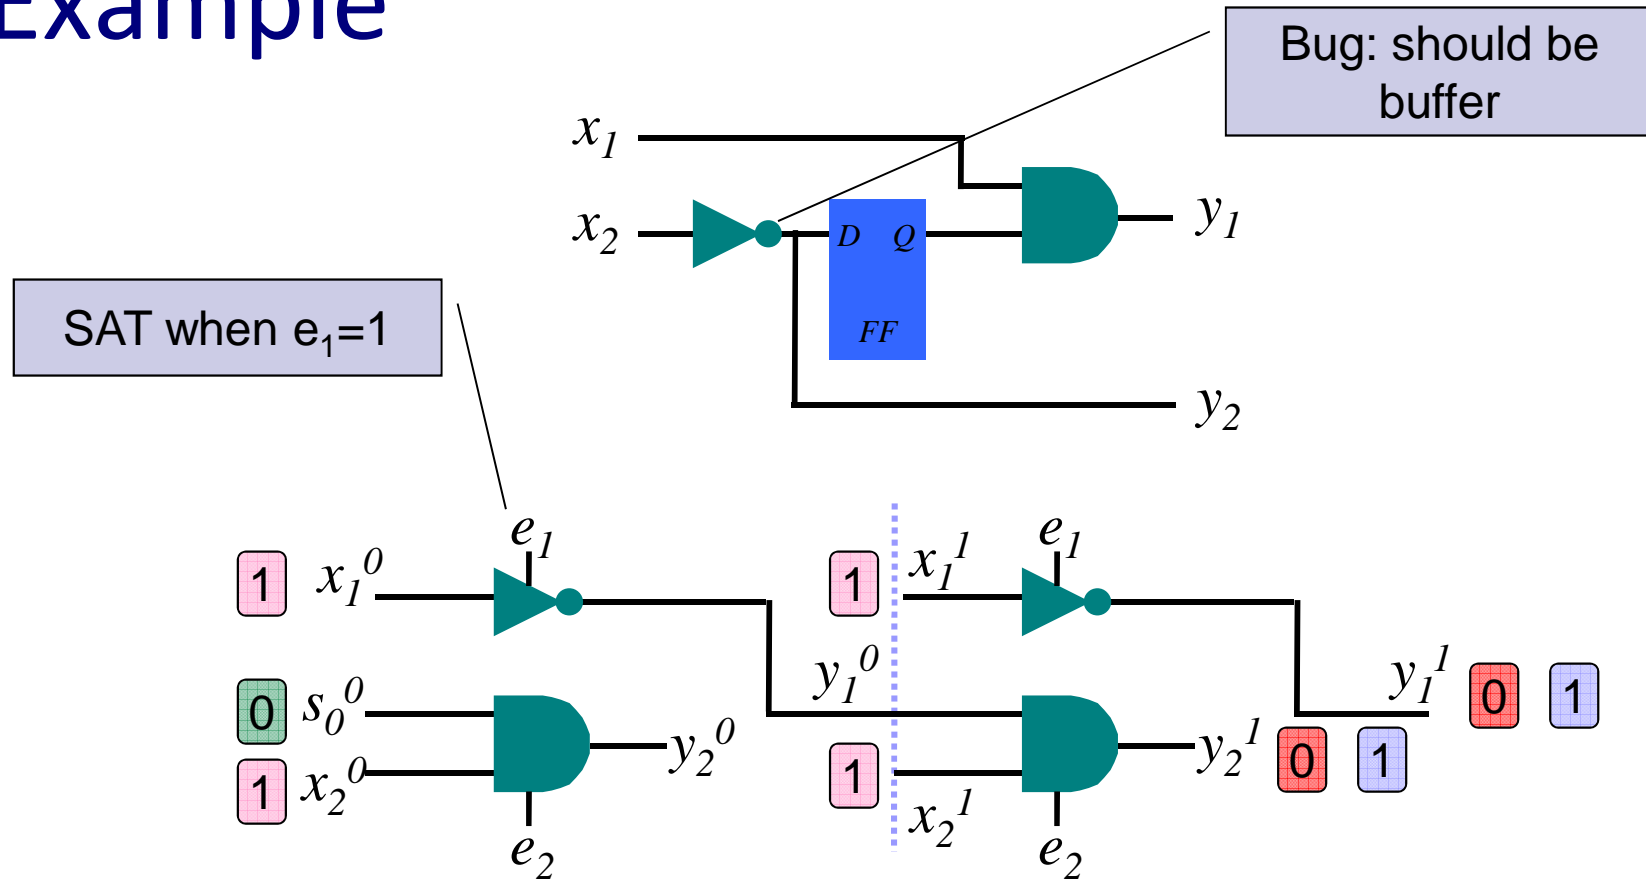 Example
Bug: should be
buffer
x1
x2
D Q
FF
y1
y2
SAT when e1=1
e1
e1
1 x1^0
1 x1^1
0 s0^0
y1^0
y1^1 0 1
1 x2^0
y2^0
1
x2^1
y2^1 0 1
e2
e2